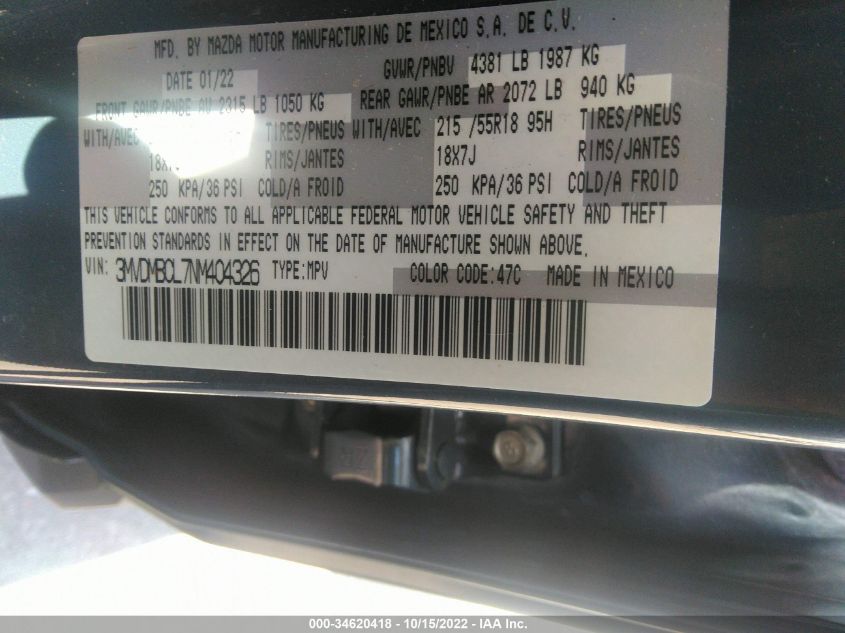 MFD. BY MAZDA MOTOR MANUFACTURING DE MEXICO S.A. DE C.V.
DATE 01/22 GVWR/PNBV 4381 LB 1987 KG
FRONT GAWR/PNBE AV 2315 LB 1050 KG REAR GAWR/PNBE AR 2072 LB 940 KG
WITH/AVEC TIRES/PNEUS WITH/AVEC 215 /55R18 95H TIRES/PNEUS
18X7J RIMS/JANTES 18X7J RIMS/JANTES
250 KPA/36 PSI COLD/A FROID 250 KPA/36 PSI COLD/A FROID
THIS VEHICLE CONFORMS TO ALL APPLICABLE FEDERAL MOTOR VEHICLE SAFETY AND THEFT
PREVENTION STANDARDS IN EFFECT ON THE DATE OF MANUFACTURE SHOWN ABOVE.
VIN: 3MVDMBCL7NM404326 TYPE:MPV COLOR CODE:47C MADE IN MEXICO
000-34620418 - 10/15/2022 - IAA Inc.